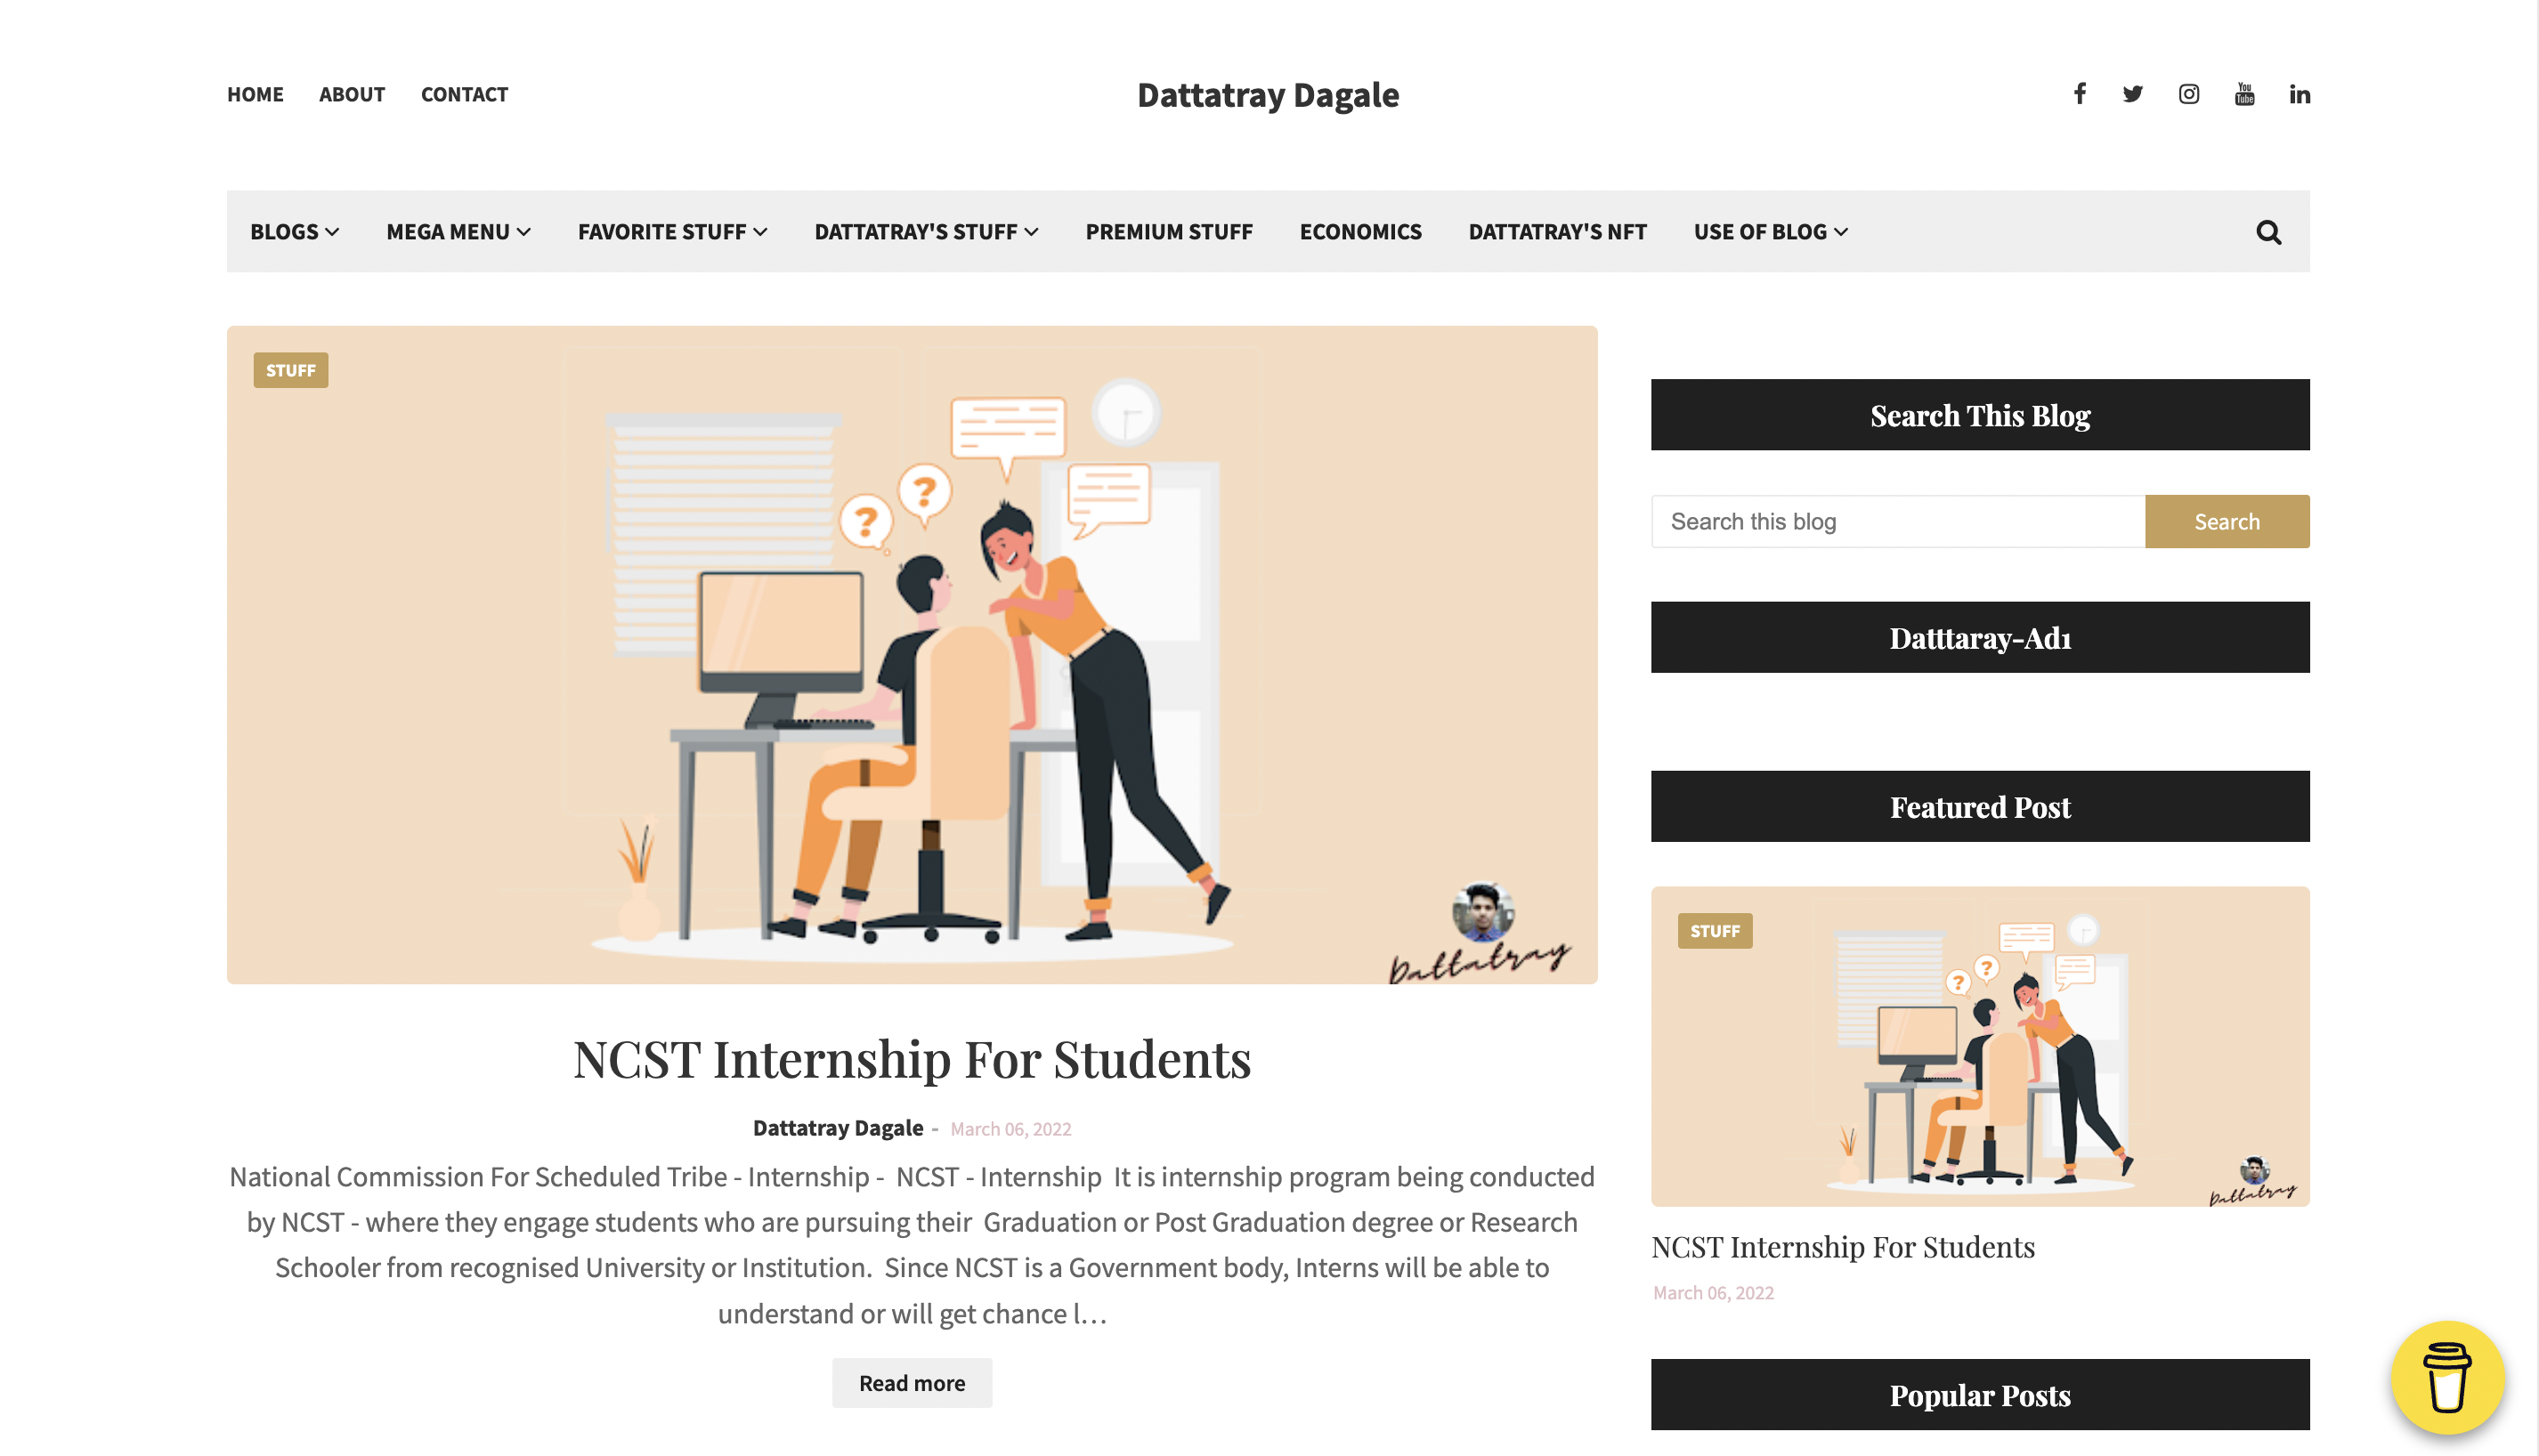 HOME ABOUT CONTACT
Dattatray Dagale
You Tube in
BLOGS MEGA MENU FAVORITE STUFF DATTATRAY'S STUFF PREMIUM STUFF ECONOMICS DATTATRAY'S NFT USE OF BLOG
STUFF
? ?
Dattatray
NCST Internship For Students
Dattatray Dagale - March 06, 2022
National Commission For Scheduled Tribe - Internship - NCST - Internship It is internship program being conducted
by NCST - where they engage students who are pursuing their Graduation or Post Graduation degree or Research
Schooler from recognised University or Institution. Since NCST is a Government body, Interns will be able to
understand or will get chance l…
Read more
Search This Blog
Search this blog Search
Datttaray-Ad1
Featured Post
STUFF
? ?
Dattatray
NCST Internship For Students
March 06, 2022
Popular Posts